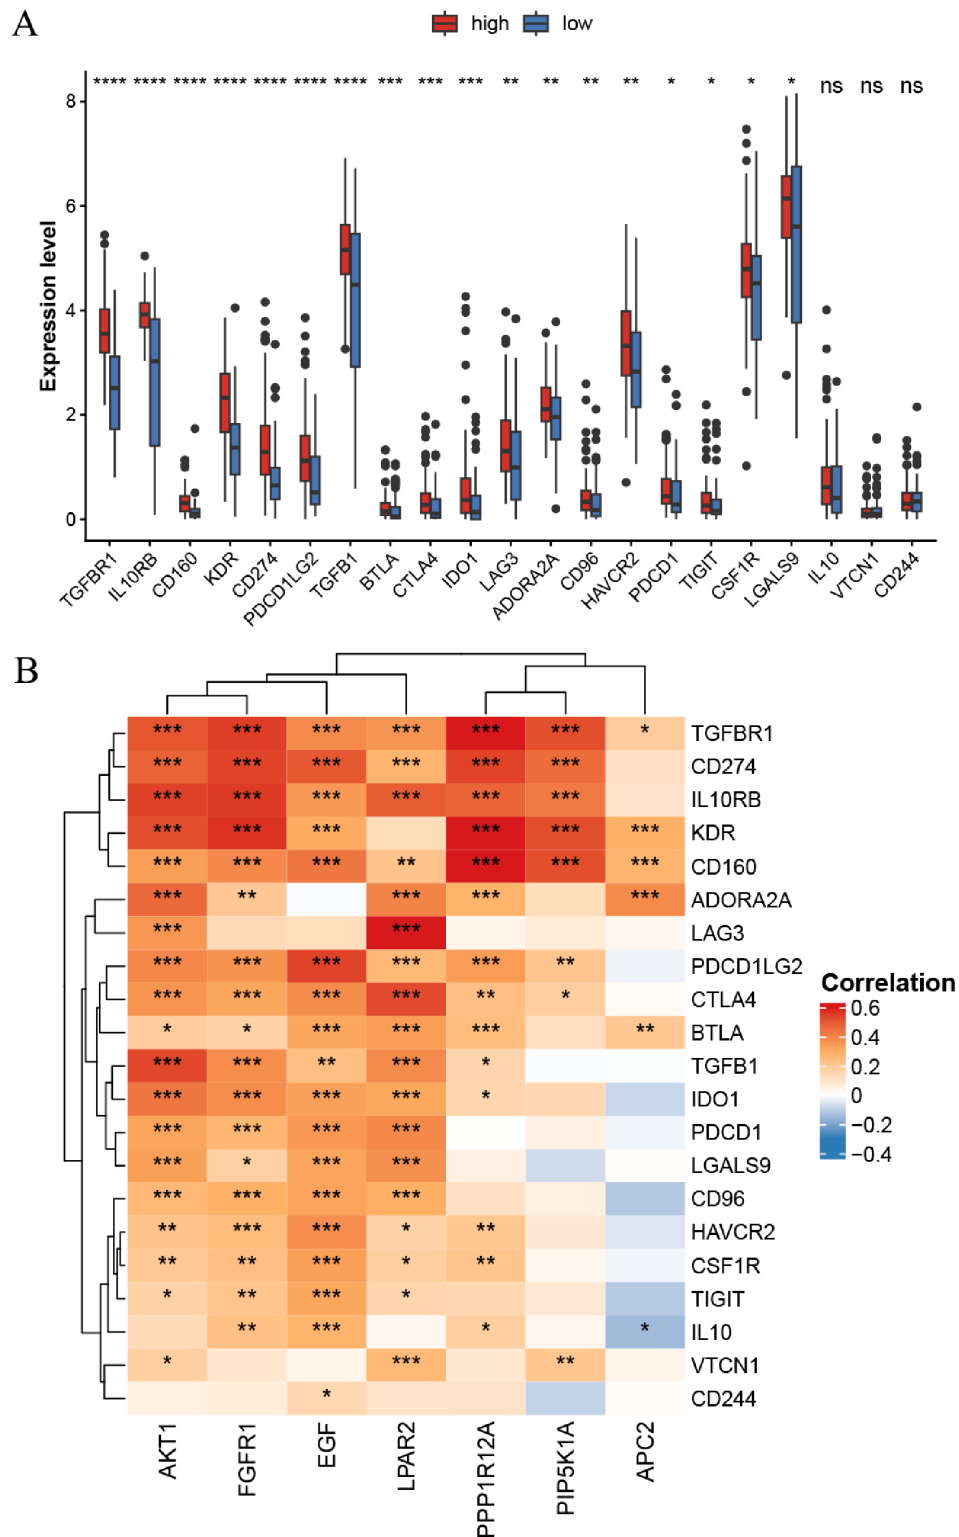 A
high low
**** **** **** **** **** **** **** *** *** *** ** ** ** ** * * * * ns ns ns
Expression level
8
6
4
2
0
TGFBR1 IL10RB CD160 KDR CD274 PDCD1LG2 TGFB1 BTLA CTLA4 IDO1 LAG3 ADORA2A CD96 HAVCR2 PDCD1 TIGIT CSF1R LGALS9 IL10 VTCN1 CD244
B
*** *** *** *** *** *** * TGFBR1
*** *** *** *** *** *** CD274
*** *** *** *** *** *** IL10RB
*** *** *** *** *** *** KDR
*** *** *** ** *** *** *** CD160
*** ** *** *** *** ADORA2A
*** *** LAG3
*** *** *** *** *** ** PDCD1LG2
*** *** *** *** ** * CTLA4
* * *** *** *** ** BTLA
*** *** ** *** * TGFB1
*** *** *** *** * IDO1
*** *** *** *** PDCD1
*** * *** *** LGALS9
*** *** *** *** CD96
** *** *** * ** HAVCR2
** ** *** * ** CSF1R
* ** *** * TIGIT
** *** * * IL10
* *** ** VTCN1
* CD244
Correlation
0.6
0.4
0.2
0
−0.2
−0.4
AKT1 FGFR1 EGF LPAR2 PPP1R12A PIP5K1A APC2